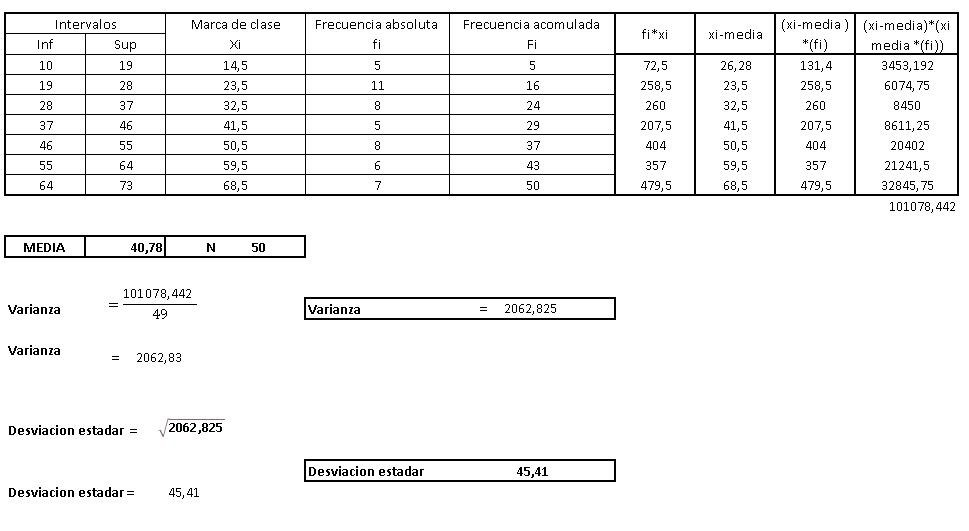 Intervalos Marca de clase Frecuencia absoluta Frecuencia acomulada fi*xi xi-media (xi-media ) *(fi) (xi-media)*(xi media *(fi))
Inf Sup Xi fi Fi
10 19 14,5 5 5 72,5 26,28 131,4 3453,192
19 28 23,5 11 16 258,5 23,5 258,5 6074,75
28 37 32,5 8 24 260 32,5 260 8450
37 46 41,5 5 29 207,5 41,5 207,5 8611,25
46 55 50,5 8 37 404 50,5 404 20402
55 64 59,5 6 43 357 59,5 357 21241,5
64 73 68,5 7 50 479,5 68,5 479,5 32845,75
101078,442
MEDIA 40,78 N 50
Varianza = 101078,442 / 49
Varianza = 2062,825
Varianza = 2062,83
Desviacion estadar = √2062,825
Desviacion estadar 45,41
Desviacion estadar = 45,41